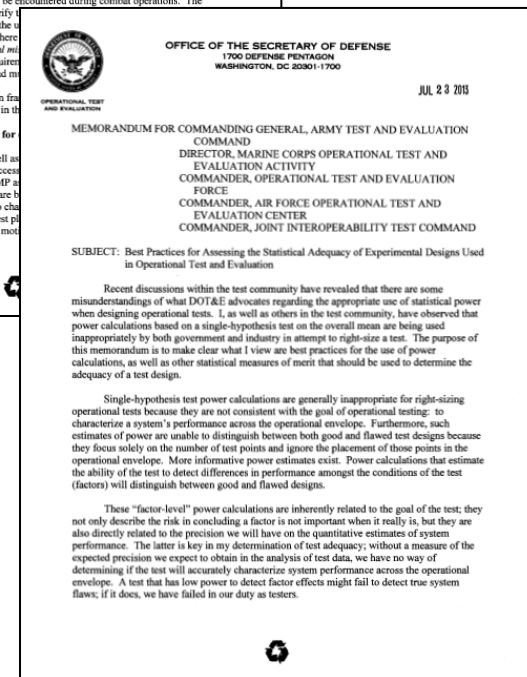 be encountered during combat operations. The
OFFICE OF THE SECRETARY OF DEFENSE
1700 DEFENSE PENTAGON
WASHINGTON, DC 20301-1700
OPERATIONAL TEST
AND EVALUATION
JUL 23 2013
MEMORANDUM FOR COMMANDING GENERAL, ARMY TEST AND EVALUATION
COMMAND
DIRECTOR, MARINE CORPS OPERATIONAL TEST AND
EVALUATION ACTIVITY
COMMANDER, OPERATIONAL TEST AND EVALUATION
FORCE
COMMANDER, AIR FORCE OPERATIONAL TEST AND
EVALUATION CENTER
COMMANDER, JOINT INTEROPERABILITY TEST COMMAND
SUBJECT: Best Practices for Assessing the Statistical Adequacy of Experimental Designs Used
in Operational Test and Evaluation
Recent discussions within the test community have revealed that there are some
misunderstandings of what DOT&E advocates regarding the appropriate use of statistical power
when designing operational tests. I, as well as others in the test community, have observed that
power calculations based on a single-hypothesis test on the overall mean are being used
inappropriately by both government and industry in attempt to right-size a test. The purpose of
this memorandum is to make clear what I view are best practices for the use of power
calculations, as well as other statistical measures of merit that should be used to determine the
adequacy of a test design.
Single-hypothesis test power calculations are generally inappropriate for right-sizing
operational tests because they are not consistent with the goal of operational testing: to
characterize a system's performance across the operational envelope. Furthermore, such
estimates of power are unable to distinguish between both good and flawed test designs because
they focus solely on the number of test points and ignore the placement of those points in the
operational envelope. More informative power estimates exist. Power calculations that estimate
the ability of the test to detect differences in performance amongst the conditions of the test
(factors) will distinguish between good and flawed designs.
These "factor-level" power calculations are inherently related to the goal of the test; they
not only describe the risk in concluding a factor is not important when it really is, but they are
also directly related to the precision we will have on the quantitative estimates of system
performance. The latter is key in my determination of test adequacy; without a measure of the
expected precision we expect to obtain in the analysis of test data, we have no way of
determining if the test will accurately characterize system performance across the operational
envelope. A test that has low power to detect factor effects might fail to detect true system
flaws; if it does, we have failed in our duty as testers.